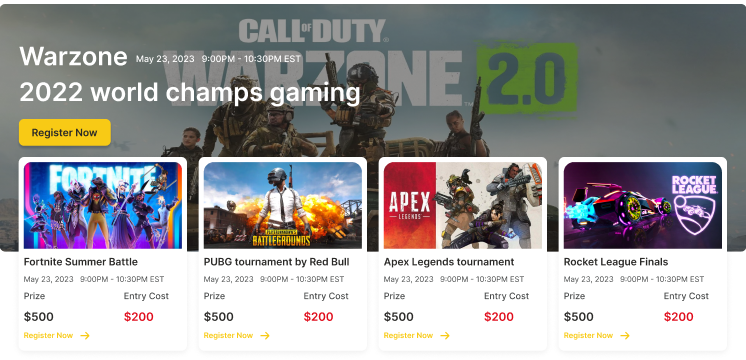 CALL OF DUTY
WARZONE 2.0
Warzone May 23, 2023 9:00PM - 10:30PM EST
2022 world champs gaming
Register Now
FORTNITE
PLAYERUNKNOWN'S
BATTLEGROUNDS
APEX
LEGENDS
ROCKET
LEAGUE
Fortnite Summer Battle
May 23, 2023 9:00PM - 10:30PM EST
Prize Entry Cost
$500 $200
Register Now →
PUBG tournament by Red Bull
May 23, 2023 9:00PM - 10:30PM EST
Prize Entry Cost
$500 $200
Register Now →
Apex Legends tournament
May 23, 2023 9:00PM - 10:30PM EST
Prize Entry Cost
$500 $200
Register Now →
Rocket League Finals
May 23, 2023 9:00PM - 10:30PM EST
Prize Entry Cost
$500 $200
Register Now →